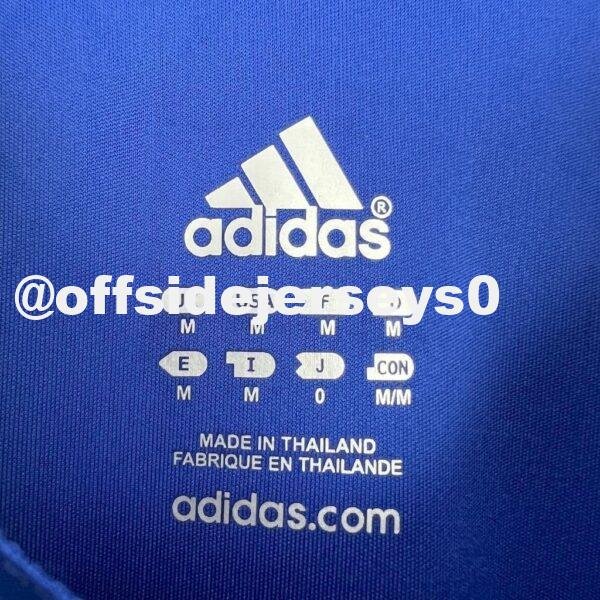 adidas®
@offsidejerseys0
M M M M
E I J CON
M M 0 M/M
MADE IN THAILAND
FABRIQUE EN THAILANDE
adidas.com